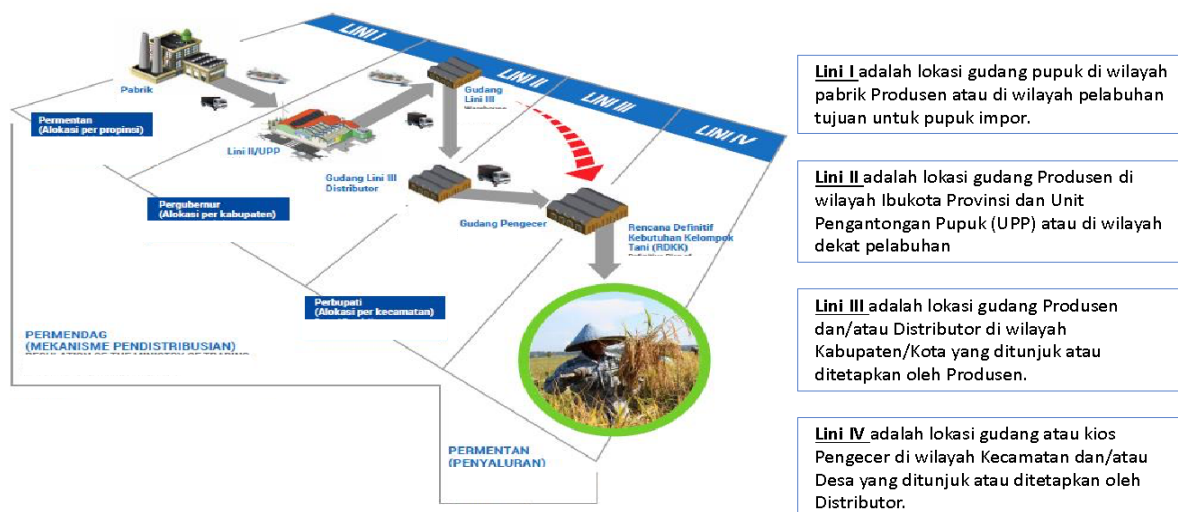 LINI I
LINI II
LINI III
LINI IV
Pabrik
Permentan
(Alokasi per propinsi)
Lini II/UPP
Gudang
Lini III
Gudang Lini III
Distributor
Pergubernur
(Alokasi per kabupaten)
Gudang Pengecer
Rencana Definitif
Kebutuhan Kelompok
Tani (RDKK)
Perbupati
(Alokasi per kecamatan)
PERMENDAG
(MEKANISME PENDISTRIBUSIAN)
PERMENTAN
(PENYALURAN)
Lini I adalah lokasi gudang pupuk di wilayah
pabrik Produsen atau di wilayah pelabuhan
tujuan untuk pupuk impor.
Lini II adalah lokasi gudang Produsen di
wilayah Ibukota Provinsi dan Unit
Pengantongan Pupuk (UPP) atau di wilayah
dekat pelabuhan
Lini III adalah lokasi gudang Produsen
dan/atau Distributor di wilayah
Kabupaten/Kota yang ditunjuk atau
ditetapkan oleh Produsen.
Lini IV adalah lokasi gudang atau kios
Pengecer di wilayah Kecamatan dan/atau
Desa yang ditunjuk atau ditetapkan oleh
Distributor.